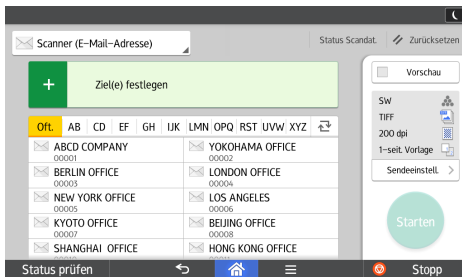 Scanner (E-Mail-Adresse)
Status Scandat.
Zurücksetzen
+ Ziel(e) festlegen
Vorschau
Oft. AB CD EF GH IJK LMN OPQ RST UVW XYZ
ABCD COMPANY
00001
YOKOHAMA OFFICE
00002
BERLIN OFFICE
00003
LONDON OFFICE
00004
NEW YORK OFFICE
00005
LOS ANGELES
00006
KYOTO OFFICE
00007
BEIJING OFFICE
00008
SHANGHAI OFFICE
HONG KONG OFFICE
SW
TIFF
200 dpi
1-seit. Vorlage
Sendeeinstell.
Starten
Status prüfen
Stopp